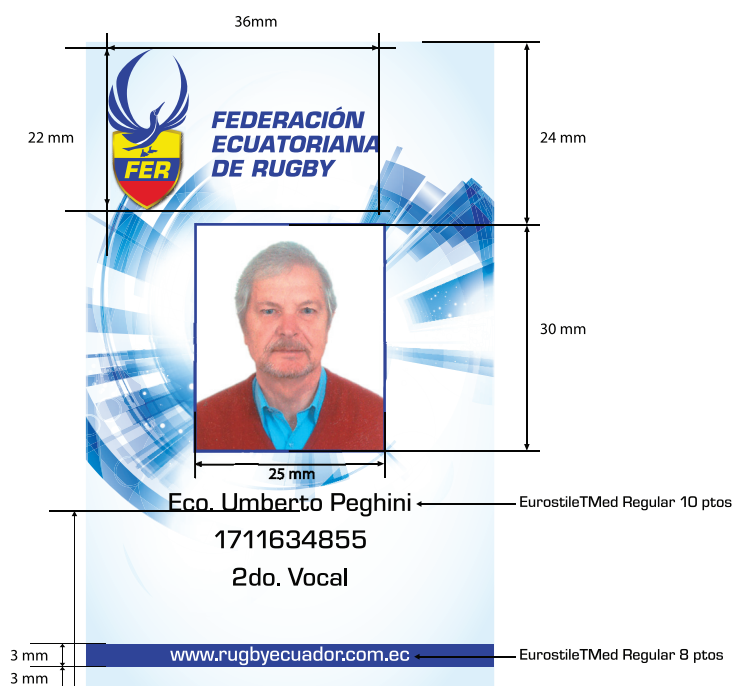 36mm
22 mm
FER
FEDERACIÓN
ECUATORIANA
DE RUGBY
24 mm
30 mm
25 mm
Eco. Umberto Peghini
EurostileTMed Regular 10 ptos
1711634855
2do. Vocal
3 mm
www.rugbyecuador.com.ec
EurostileTMed Regular 8 ptos
3 mm